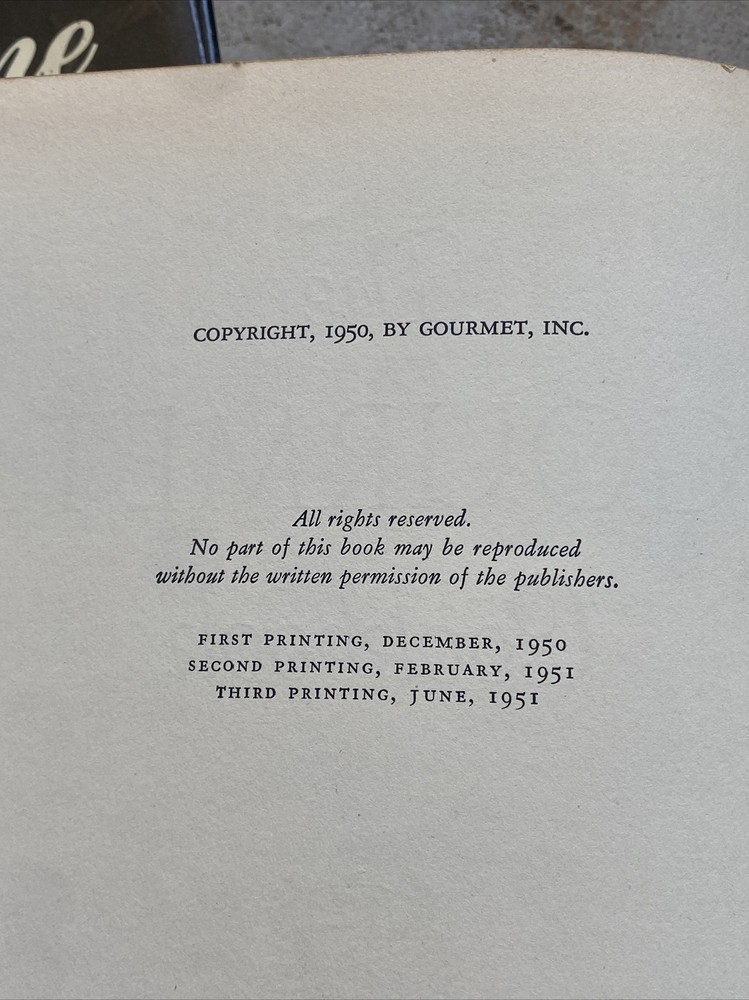 COPYRIGHT, 1950, BY GOURMET, INC.
All rights reserved.
No part of this book may be reproduced
without the written permission of the publishers.
FIRST PRINTING, DECEMBER, 1950
SECOND PRINTING, FEBRUARY, 1951
THIRD PRINTING, JUNE, 1951